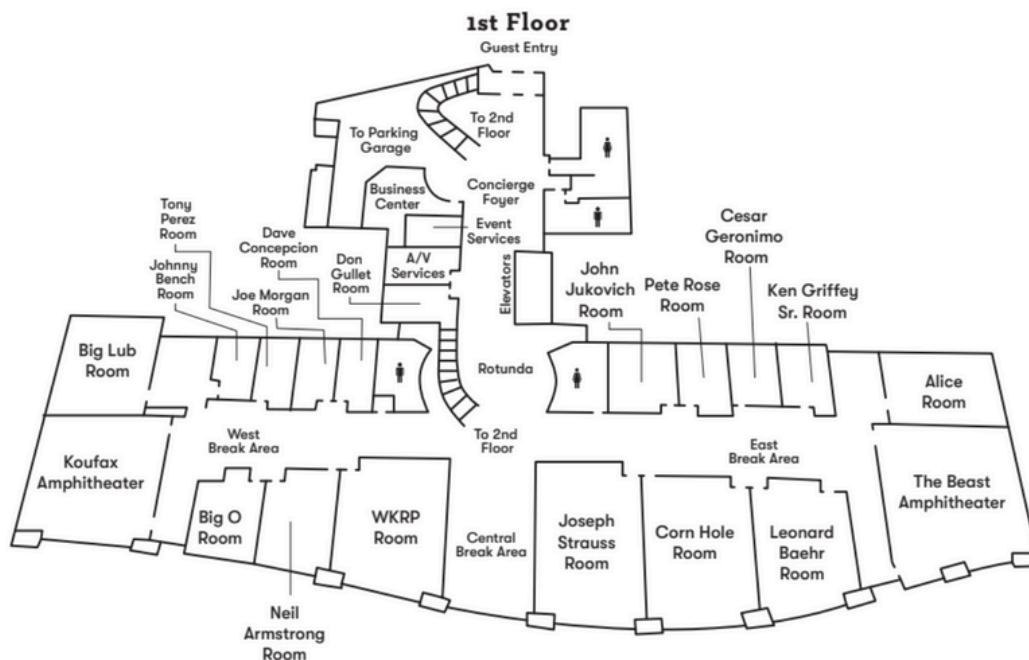 1st Floor
Guest Entry
To 2nd
Floor
To Parking
Garage
Business
Center
Concierge
Foyer
Event
Services
A/V
Services
Elevators
Tony
Perez
Room
Johnny
Bench
Room
Dave
Concepcion
Room
Joe Morgan
Room
Don
Gullet
Room
Cesar
Geronimo
Room
John
Jukovich
Room
Pete Rose
Room
Ken Griffey
Sr. Room
Big Lub
Room
Rotunda
Alice
Room
To 2nd
Floor
West
Break Area
East
Break Area
Koufax
Amphitheater
The Beast
Amphitheater
Big O
Room
WKRP
Room
Central
Break Area
Joseph
Strauss
Room
Corn Hole
Room
Leonard
Baehr
Room
Neil
Armstrong
Room